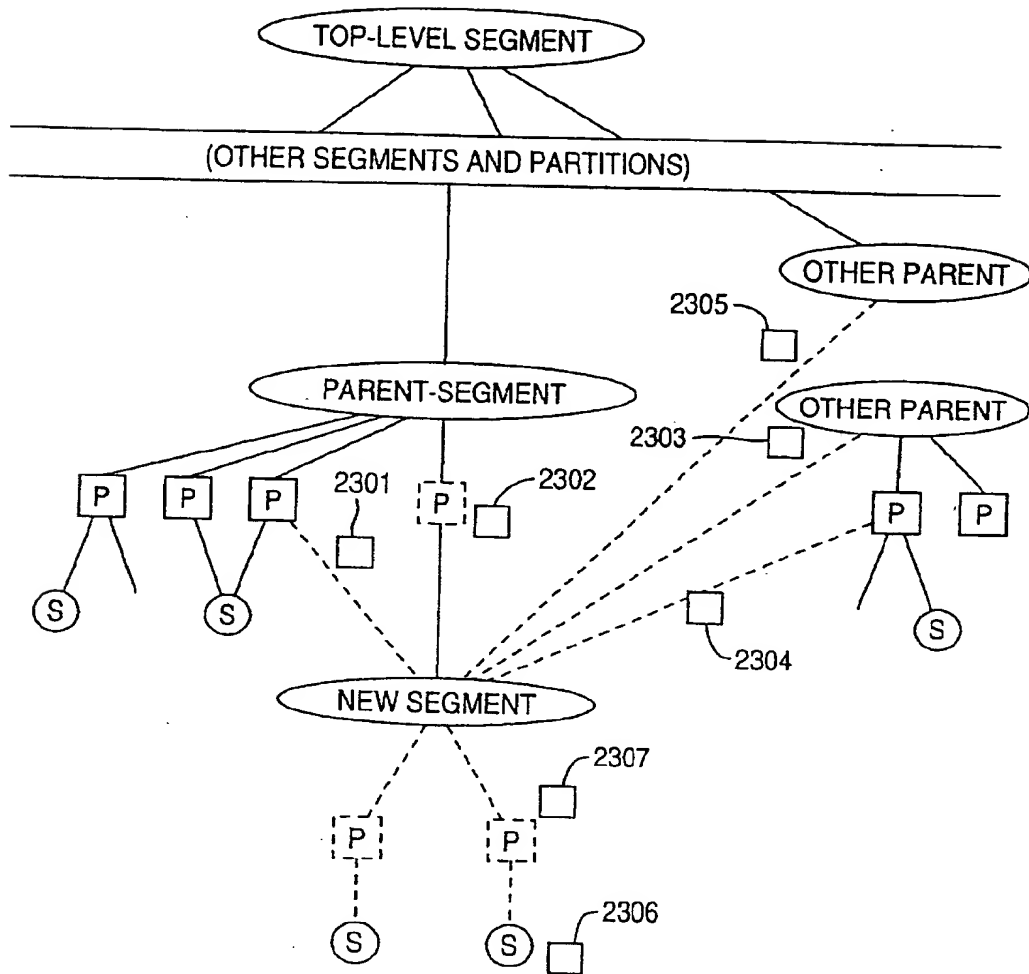 TOP-LEVEL SEGMENT
(OTHER SEGMENTS AND PARTITIONS)
OTHER PARENT
2305
PARENT-SEGMENT
OTHER PARENT
2303
P
P
P
2301
P
2302
P
P
S
S
S
2304
NEW SEGMENT
2307
P
P
S
S
2306